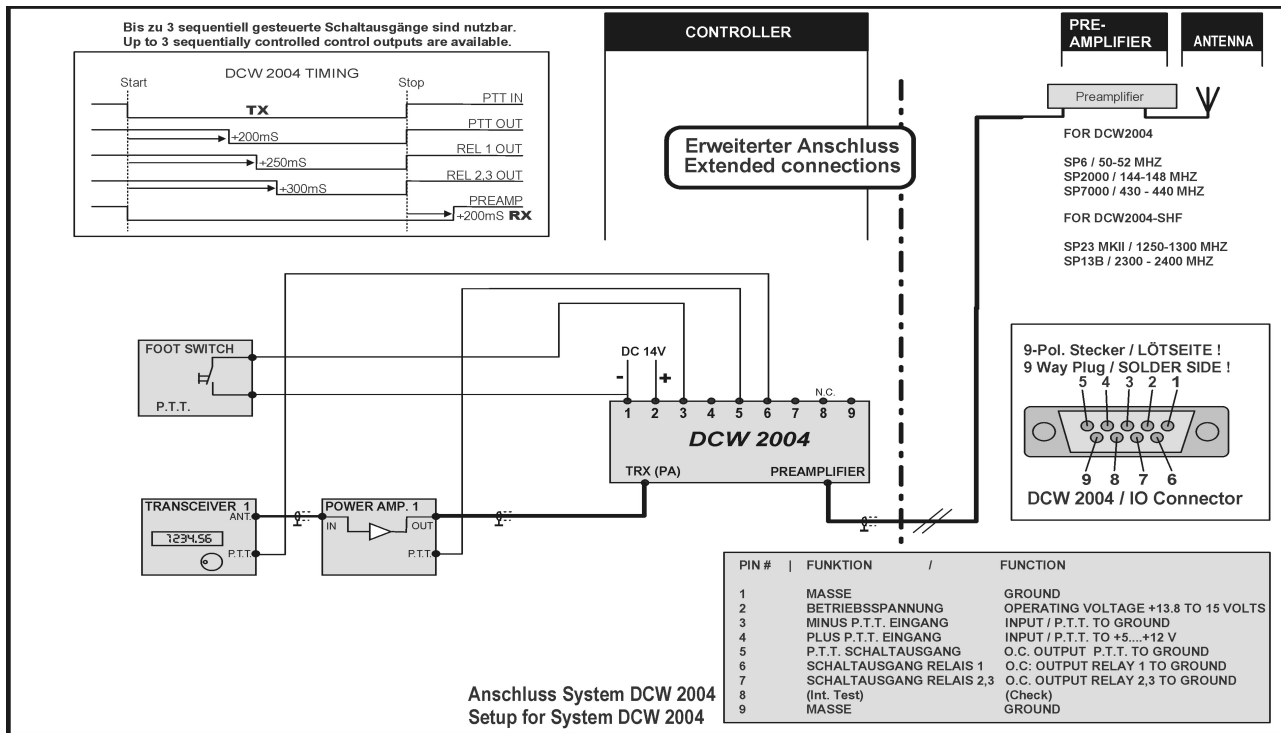 Bis zu 3 sequentiell gesteuerte Schaltausgänge sind nutzbar.
Up to 3 sequentially controlled control outputs are available.
DCW 2004 TIMING
Start
Stop
TX
PTT IN
PTT OUT
+200mS
REL 1 OUT
+250mS
REL 2,3 OUT
+300mS
PREAMP
+200mS RX
CONTROLLER
PRE-
AMPLIFIER
ANTENNA
Preamplifier
Erweiterter Anschluss
Extended connections
FOR DCW2004
SP6 / 50-52 MHZ
SP2000 / 144-148 MHZ
SP7000 / 430 - 440 MHZ
FOR DCW2004-SHF
SP23 MKII / 1250-1300 MHZ
SP13B / 2300 - 2400 MHZ
FOOT SWITCH
P.T.T.
DC 14V
- +
N.C.
1 2 3 4 5 6 7 8 9
DCW 2004
TRX (PA)
PREAMPLIFIER
TRANSCEIVER 1
ANT.
1234.56
P.T.T.
POWER AMP. 1
IN
OUT
P.T.T.
9-Pol. Stecker / LÖTSEITE !
9 Way Plug / SOLDER SIDE !
5 4 3 2 1
9 8 7 6
DCW 2004 / IO Connector
PIN # | FUNKTION / FUNCTION
1 MASSE GROUND
2 BETRIEBSSPANNUNG OPERATING VOLTAGE +13.8 TO 15 VOLTS
3 MINUS P.T.T. EINGANG INPUT / P.T.T. TO GROUND
4 PLUS P.T.T. EINGANG INPUT / P.T.T. TO +5....+12 V
5 P.T.T. SCHALTAUSGANG O.C. OUTPUT P.T.T. TO GROUND
6 SCHALTAUSGANG RELAIS 1 O.C: OUTPUT RELAY 1 TO GROUND
7 SCHALTAUSGANG RELAIS 2,3 O.C. OUTPUT RELAY 2,3 TO GROUND
8 (Int. Test) (Check)
9 MASSE GROUND
Anschluss System DCW 2004
Setup for System DCW 2004